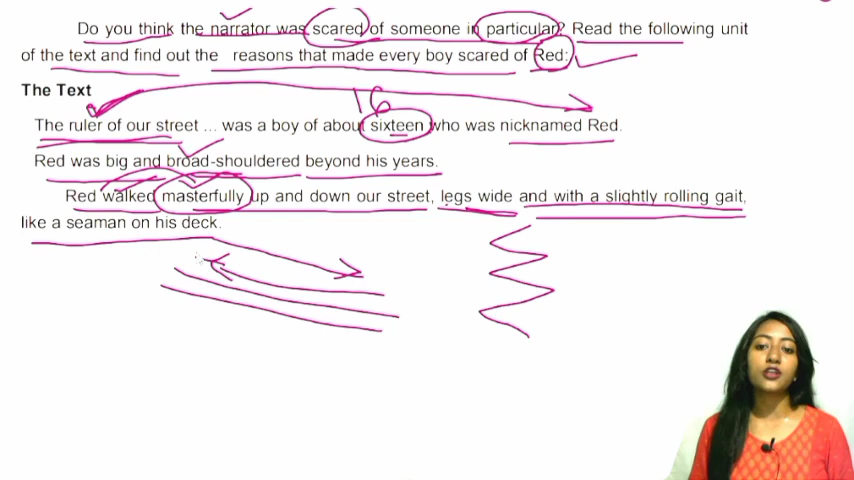 Do you think the narrator was scared of someone in particular? Read the following unit
of the text and find out the reasons that made every boy scared of Red:
The Text
16
The ruler of our street ... was a boy of about sixteen who was nicknamed Red.
Red was big and broad-shouldered beyond his years.
Red walked masterfully up and down our street, legs wide and with a slightly rolling gait,
like a seaman on his deck.